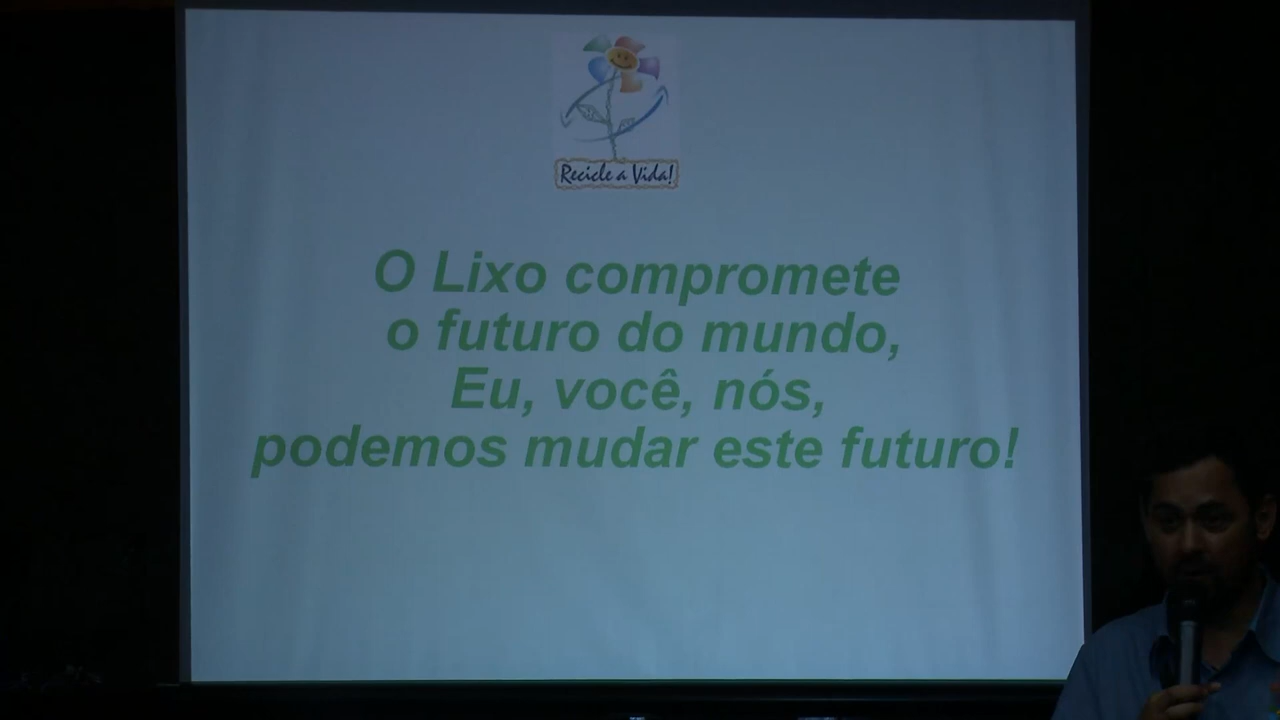 Recicle a Vida!
O Lixo compromete
o futuro do mundo,
Eu, você, nós,
podemos mudar este futuro!